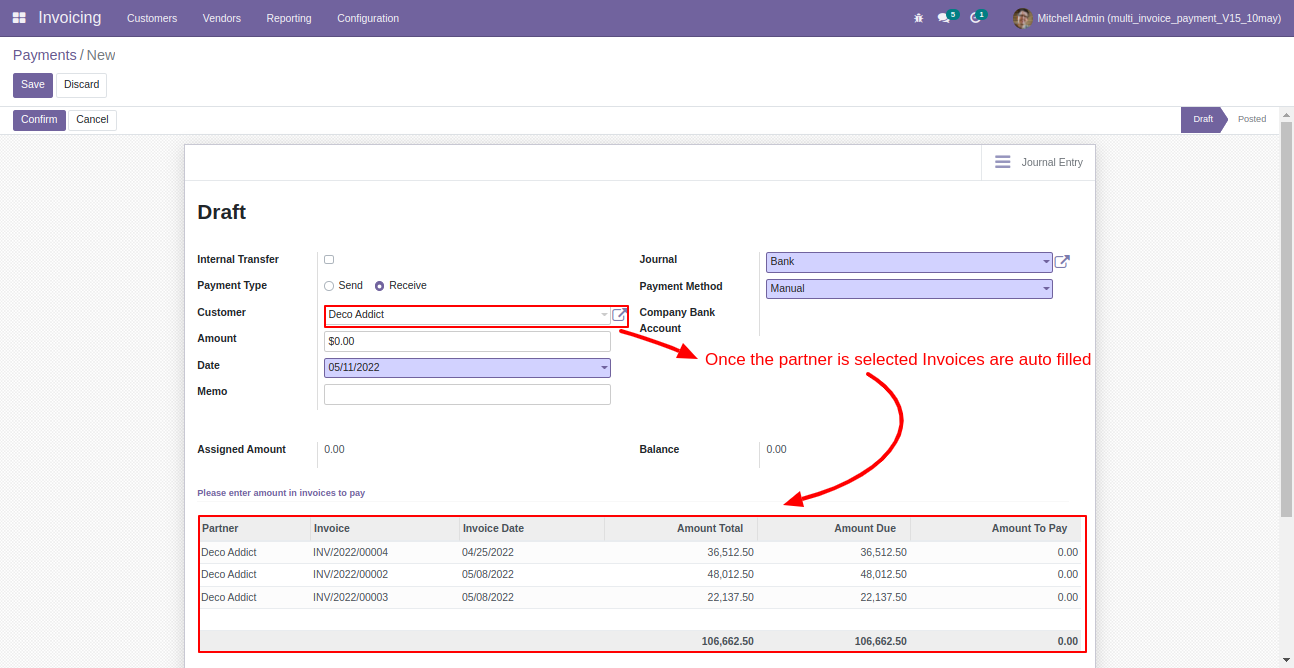 Invoicing Customers Vendors Reporting Configuration 5 1 Mitchell Admin (multi_invoice_payment_V15_10may)
Payments / New
Save Discard
Confirm Cancel Draft Posted
Journal Entry
Draft
Internal Transfer Journal Bank
Payment Type Send Receive Payment Method Manual
Customer Deco Addict Company Bank
Account
Amount $0.00
Once the partner is selected Invoices are auto filled
Date 05/11/2022
Memo
Assigned Amount 0.00 Balance 0.00
Please enter amount in invoices to pay
Partner Invoice Invoice Date Amount Total Amount Due Amount To Pay
Deco Addict INV/2022/00004 04/25/2022 36,512.50 36,512.50 0.00
Deco Addict INV/2022/00002 05/08/2022 48,012.50 48,012.50 0.00
Deco Addict INV/2022/00003 05/08/2022 22,137.50 22,137.50 0.00
106,662.50 106,662.50 0.00